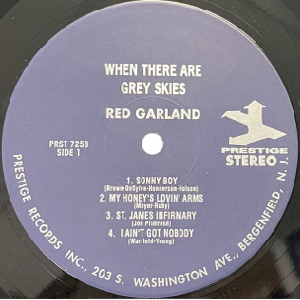 WHEN THERE ARE
GREY SKIES
RED GARLAND
PRST 7258
SIDE 1
PRESTIGE
STEREO
1. SONNY BOY
(Brown-DeSylva-Henderson-Jolson)
2. MY HONEY'S LOVIN' ARMS
(Meyer-Ruby)
3. ST. JAMES INFIRMARY
(Joe Primrose)
4. I AIN'T GOT NOBODY
(Warfield-Young)
PRESTIGE RECORDS INC., 203 S. WASHINGTON AVE., BERGENFIELD, N. J.